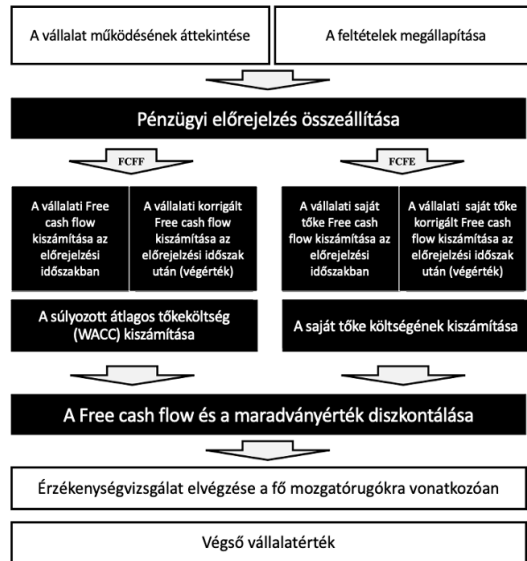 A vállalat működésének áttekintése
A feltételek megállapítása
Pénzügyi előrejelzés összeállítása
FCFF
FCFE
A vállalati Free
cash flow
kiszámítása az
előrejelzési
időszakban
A vállalati korrigált
Free cash flow
kiszámítása az
előrejelzési időszak
után (végérték)
A vállalati saját
tőke Free cash
flow kiszámítása az
előrejelzési
időszakban
A vállalati saját tőke
korrigált Free cash
flow kiszámítása az
előrejelzési időszak
után (végérték)
A súlyozott átlagos tőkeköltség
(WACC) kiszámítása
A saját tőke költségének kiszámítása
A Free cash flow és a maradványérték diszkontálása
Érzékenységvizsgálat elvégzése a fő mozgatórugókra vonatkozóan
Végső vállalatérték